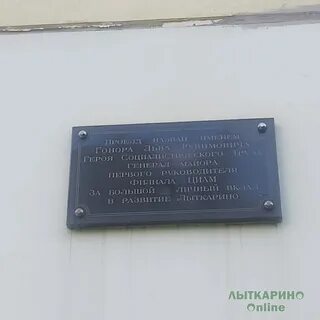 Проезд назван именем
Гонора Льва Рувимовича
Героя Социалистического Труда
генерал-майора,
первого руководителя
филиала ЦИАМ
за большой личный вклад
в развитие Лыткарино
ЛЫТКАРИНО
Online